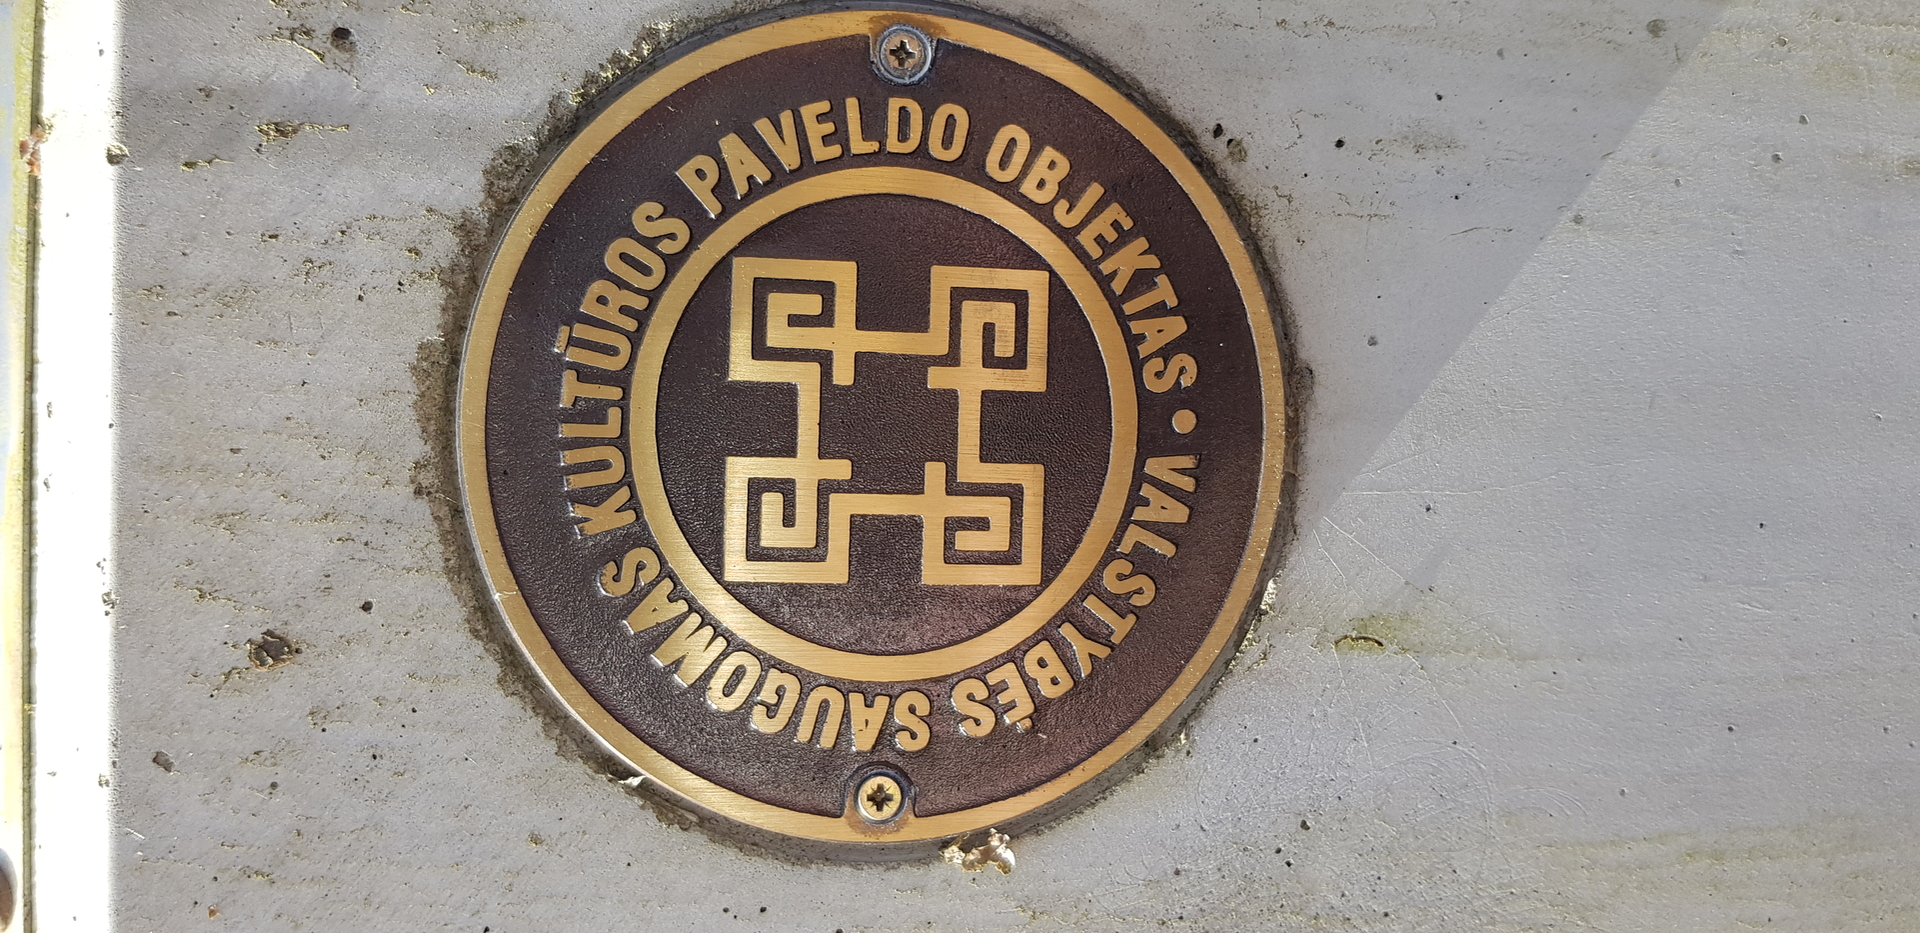 VALSTYBĖS SAUGOMAS KULTŪROS PAVELDO OBJEKTAS •